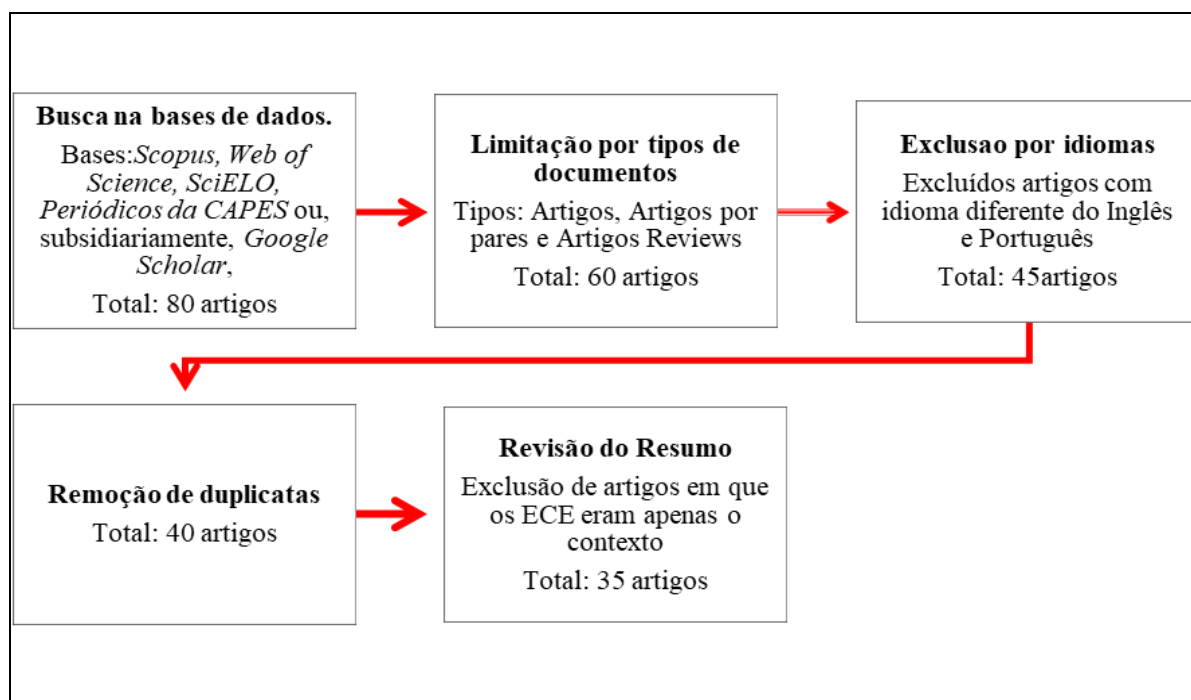 Busca na bases de dados.
Bases:Scopus, Web of
Science, SciELO,
Periódicos da CAPES ou,
subsidiariamente, Google
Scholar,
Total: 80 artigos
Limitação por tipos de
documentos
Tipos: Artigos, Artigos por
pares e Artigos Reviews
Total: 60 artigos
Exclusao por idiomas
Excluídos artigos com
idioma diferente do Inglês
e Português
Total: 45artigos
Remoção de duplicatas
Total: 40 artigos
Revisão do Resumo
Exclusão de artigos em que
os ECE eram apenas o
contexto
Total: 35 artigos